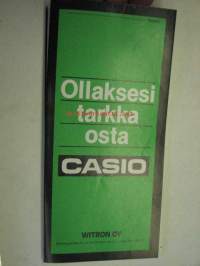 Ollaksesi
tarkka
osta
CASIO
WITRON OY